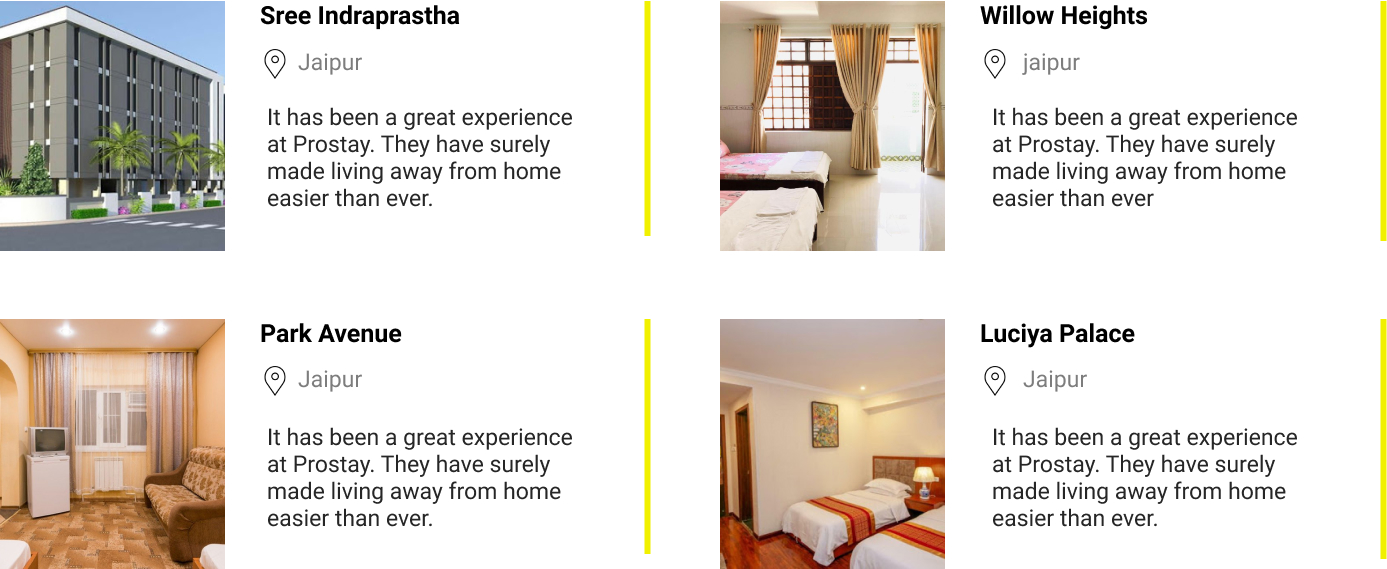 Sree Indraprastha
Jaipur
It has been a great experience
at Prostay. They have surely
made living away from home
easier than ever.
Willow Heights
jaipur
It has been a great experience
at Prostay. They have surely
made living away from home
easier than ever
Park Avenue
Jaipur
It has been a great experience
at Prostay. They have surely
made living away from home
easier than ever.
Luciya Palace
Jaipur
It has been a great experience
at Prostay. They have surely
made living away from home
easier than ever.